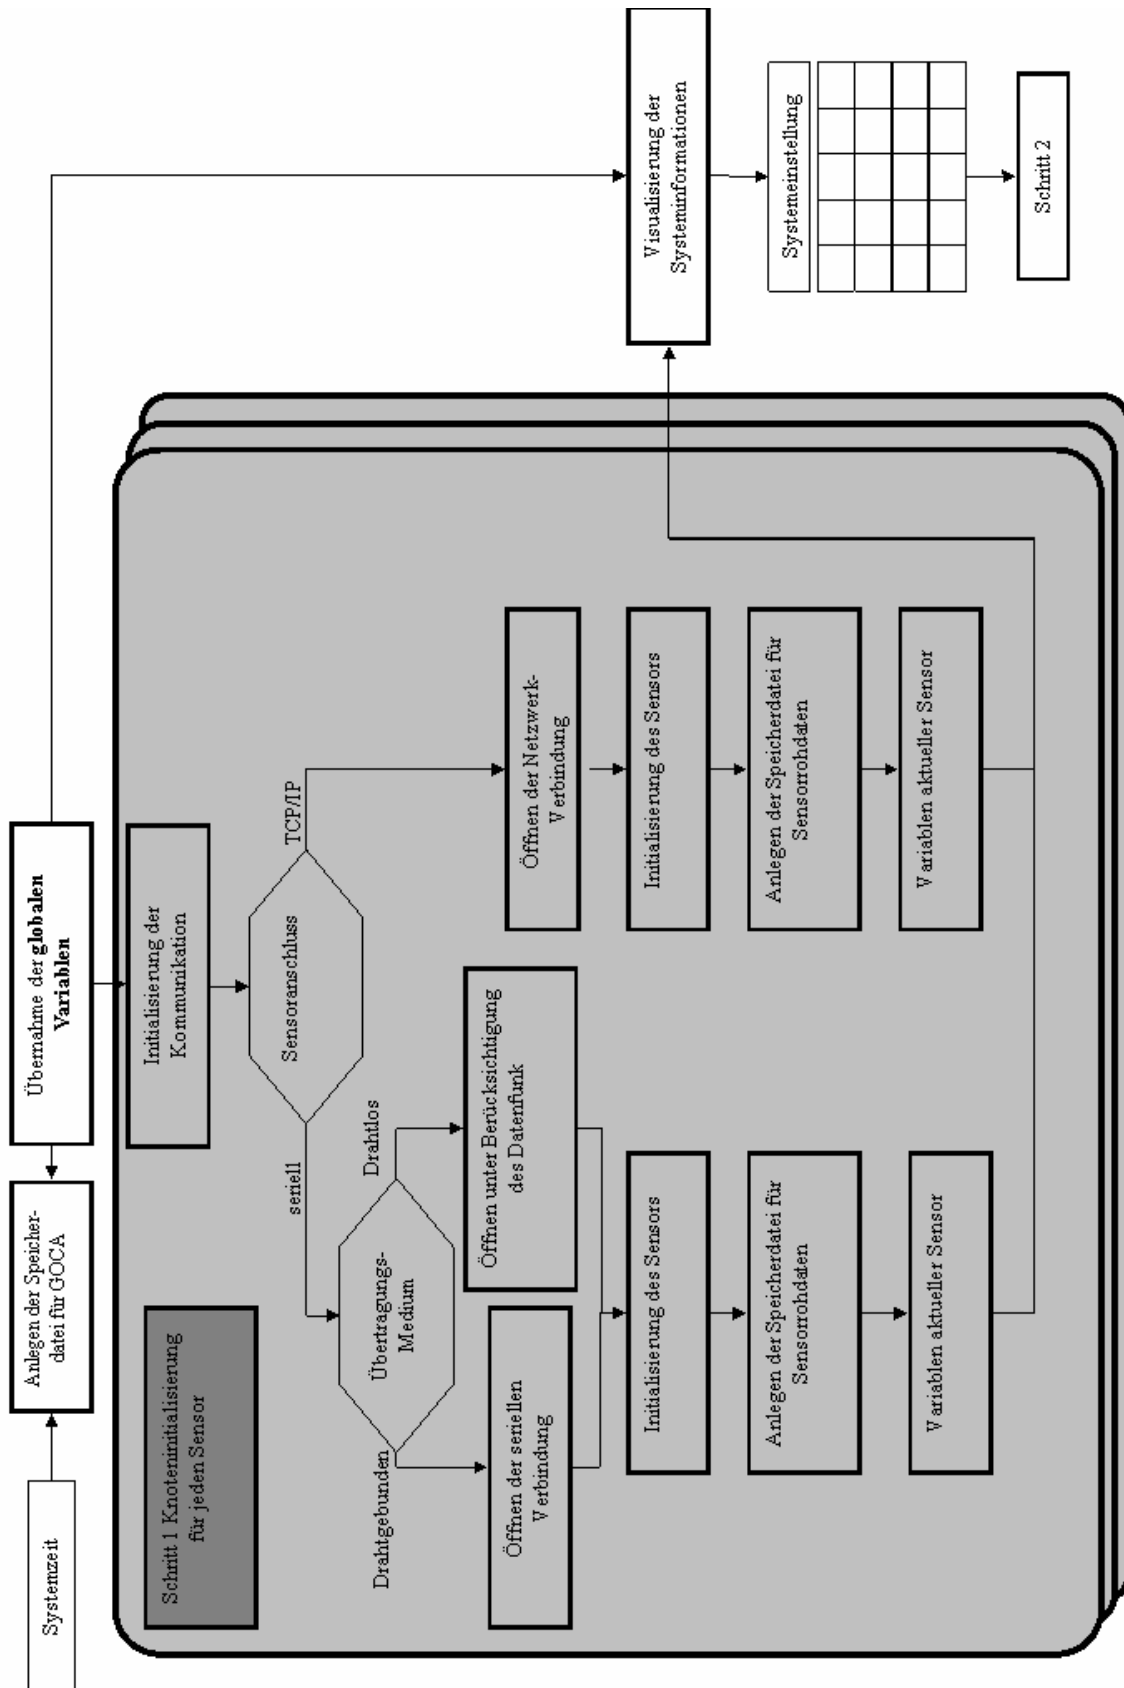 Systemzeit
Anlegen der Speicher-
datei für GOCA
Übernahme der globalen
Variablen
Schritt 1 Knoteninitialisierung
für jeden Sensor
Initialisierung der
Kommunikation
Sensoranschluss
seriell
TCP/IP
Übertragungs-
Medium
Drahtgebunden
Drahtlos
Öffnen der seriellen
Verbindung
Öffnen unter Berücksichtigung
des Datenfunk
Öffnen der Netzwerk-
Verbindung
Initialisierung des Sensors
Initialisierung des Sensors
Anlegen der Speicherdatei für
Sensorrohdaten
Anlegen der Speicherdatei für
Sensorrohdaten
Variablen aktueller Sensor
Variablen aktueller Sensor
Visualisierung der
Systeminformationen
Systemeinstellung
Schritt 2